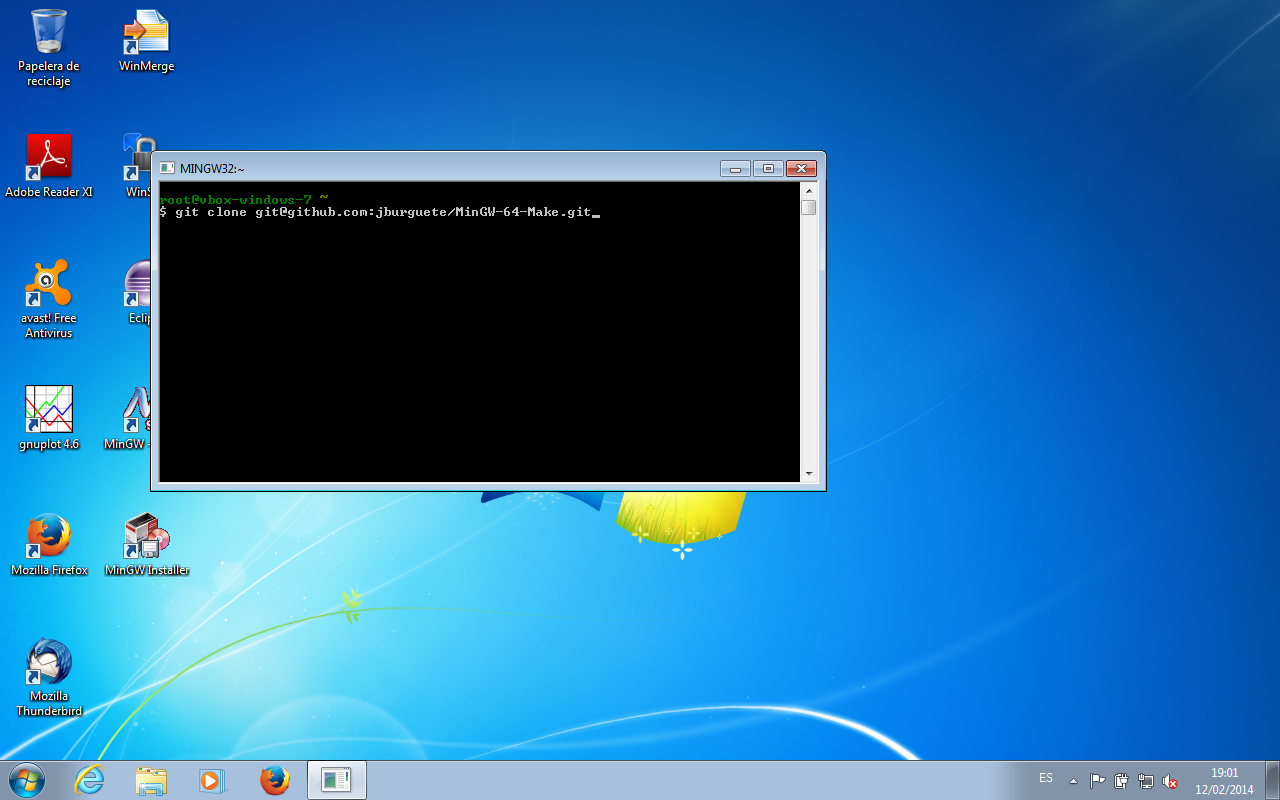 Papelera de
reciclaje
WinMerge
Adobe Reader XI
WinS
avast! Free
Antivirus
Eclip
gnuplot 4.6
MinGW -
Mozilla Firefox
MinGW Installer
Mozilla
Thunderbird
MINGW32:~
root@vbox-windows-7 ~
$ git clone git@github.com:jburguete/MinGW-64-Make.git_
ES
19:01
12/02/2014